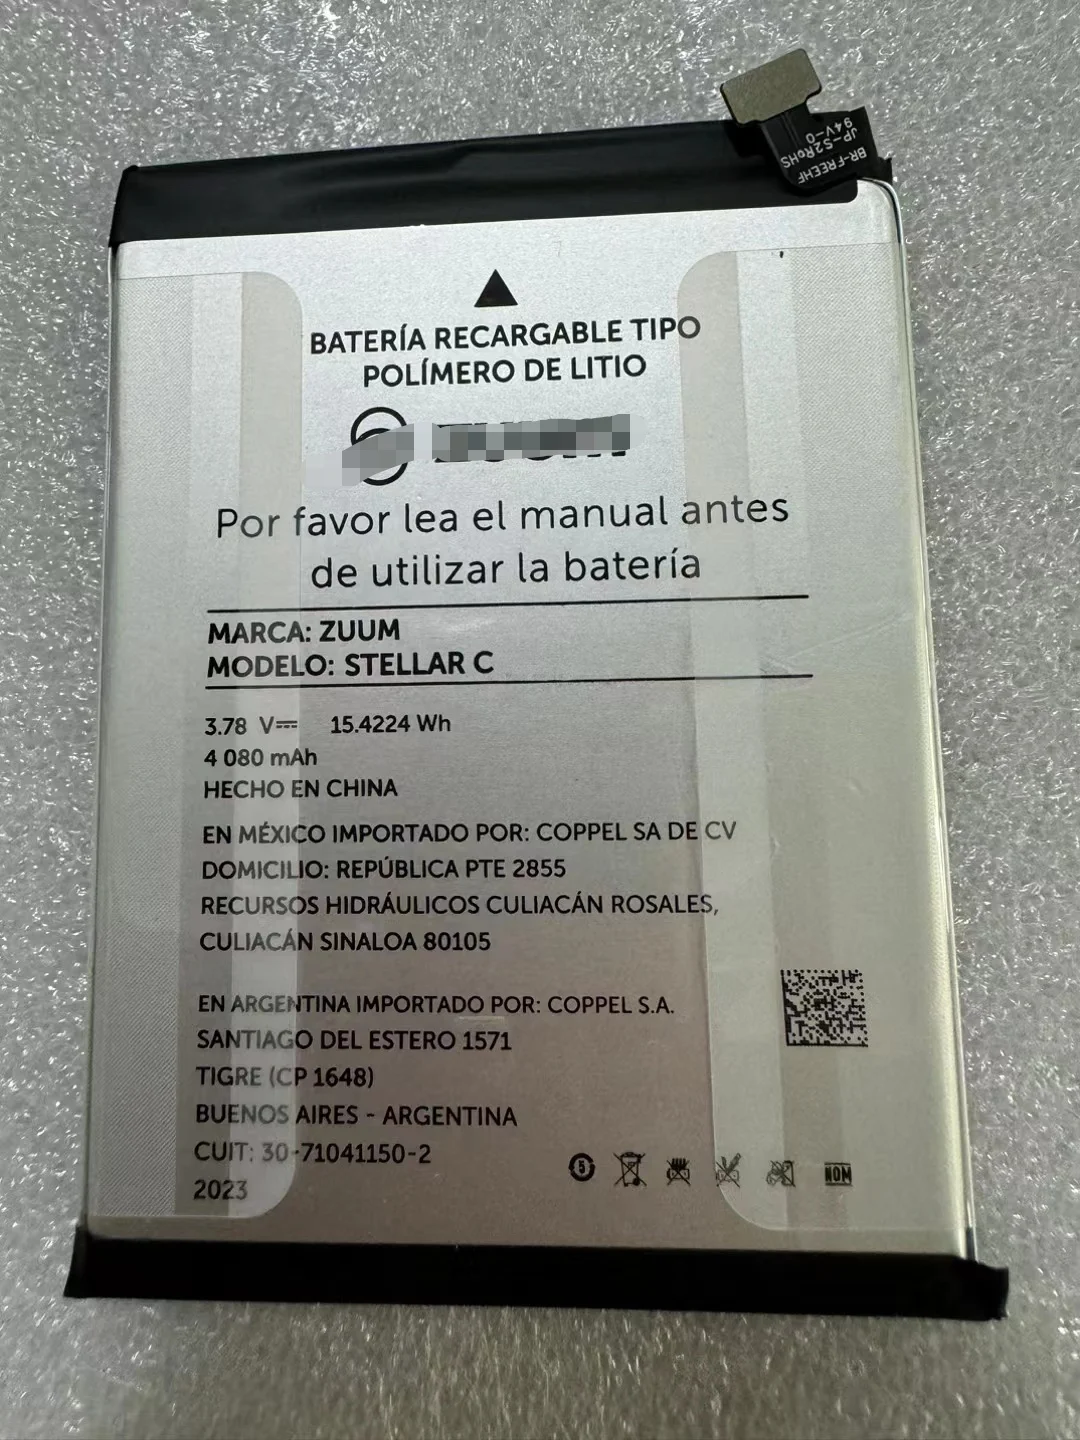 BR-FREEHF
JP-S2RoHS
94V-0
BATERÍA RECARGABLE TIPO
POLÍMERO DE LITIO
Por favor lea el manual antes
de utilizar la batería
MARCA: ZUUM
MODELO: STELLAR C
3.78 V⎓ 15.4224 Wh
4 080 mAh
HECHO EN CHINA
EN MÉXICO IMPORTADO POR: COPPEL SA DE CV
DOMICILIO: REPÚBLICA PTE 2855
RECURSOS HIDRÁULICOS CULIACÁN ROSALES,
CULIACÁN SINALOA 80105
EN ARGENTINA IMPORTADO POR: COPPEL S.A.
SANTIAGO DEL ESTERO 1571
TIGRE (CP 1648)
BUENOS AIRES - ARGENTINA
CUIT: 30-71041150-2
2023
5 NOM